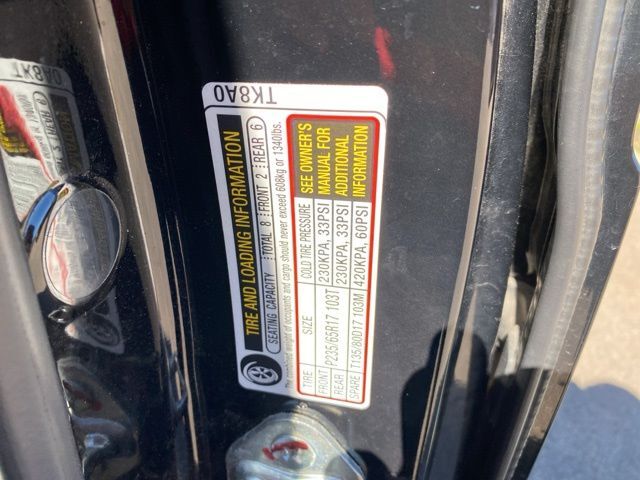 TK8A0
TIRE AND LOADING INFORMATION
SEATING CAPACITY TOTAL 8 FRONT 2 REAR 6
The combined weight of occupants and cargo should never exceed 608kg or 1340lbs.
TIRE SIZE COLD TIRE PRESSURE
FRONT P235/65R17 103T 230KPA, 33PSI
REAR 230KPA, 33PSI
SPARE T135/80D17 103M 420KPA, 60PSI
SEE OWNER'S
MANUAL FOR
ADDITIONAL
INFORMATION